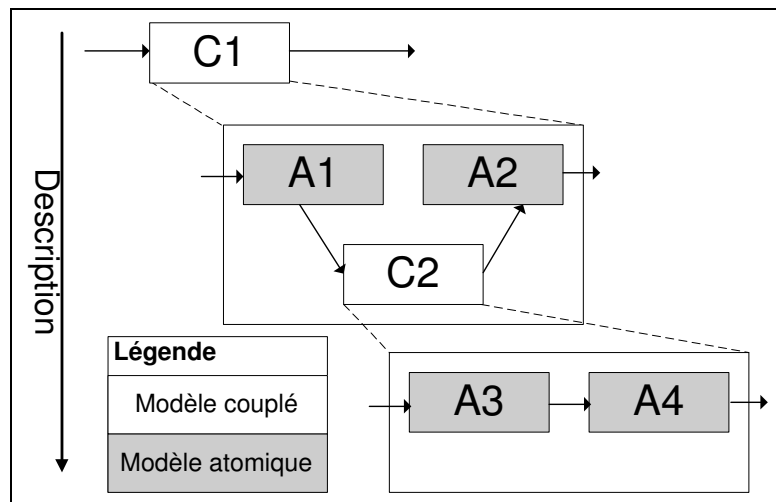 C1
A1
A2
C2
A3
A4
Description
Légende
Modèle couplé
Modèle atomique